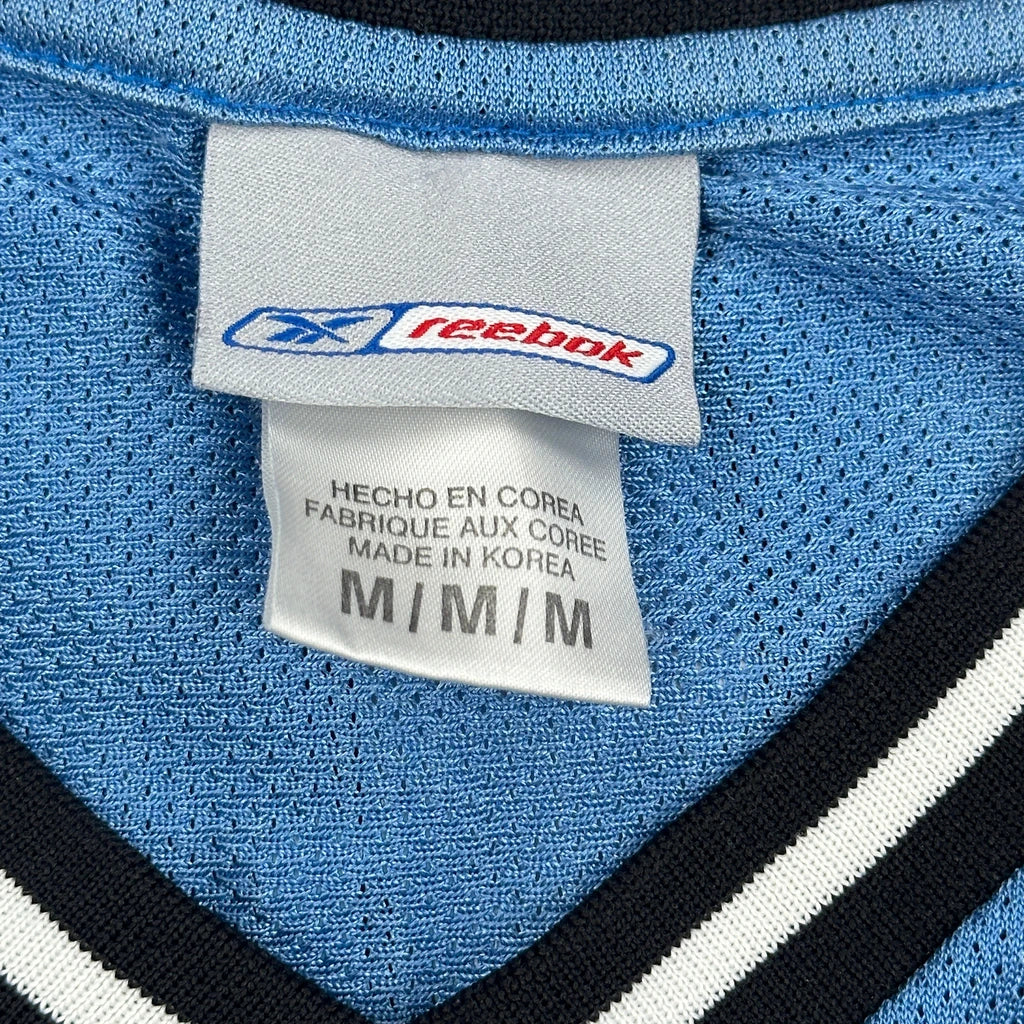 reebok
HECHO EN COREA
FABRIQUE AUX COREE
MADE IN KOREA
M/M/M